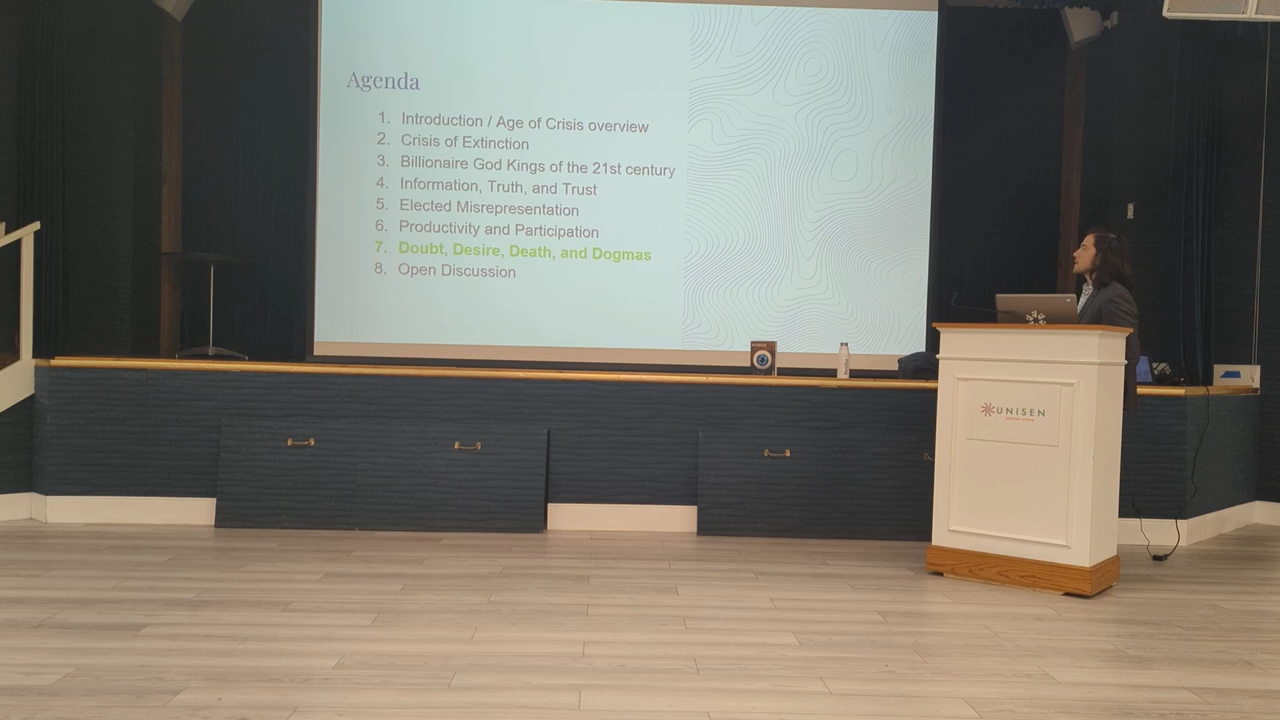 Agenda
1. Introduction / Age of Crisis overview
2. Crisis of Extinction
3. Billionaire God Kings of the 21st century
4. Information, Truth, and Trust
5. Elected Misrepresentation
6. Productivity and Participation
7. Doubt, Desire, Death, and Dogmas
8. Open Discussion
UNISEN